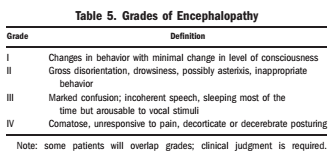 Table 5. Grades of Encephalopathy
Grade Definition
I Changes in behavior with minimal change in level of consciousness
II Gross disorientation, drowsiness, possibly asterixis, inappropriate
behavior
III Marked confusion; incoherent speech, sleeping most of the
time but arousable to vocal stimuli
IV Comatose, unresponsive to pain, decorticate or decerebrate posturing
Note: some patients will overlap grades; clinical judgment is required.